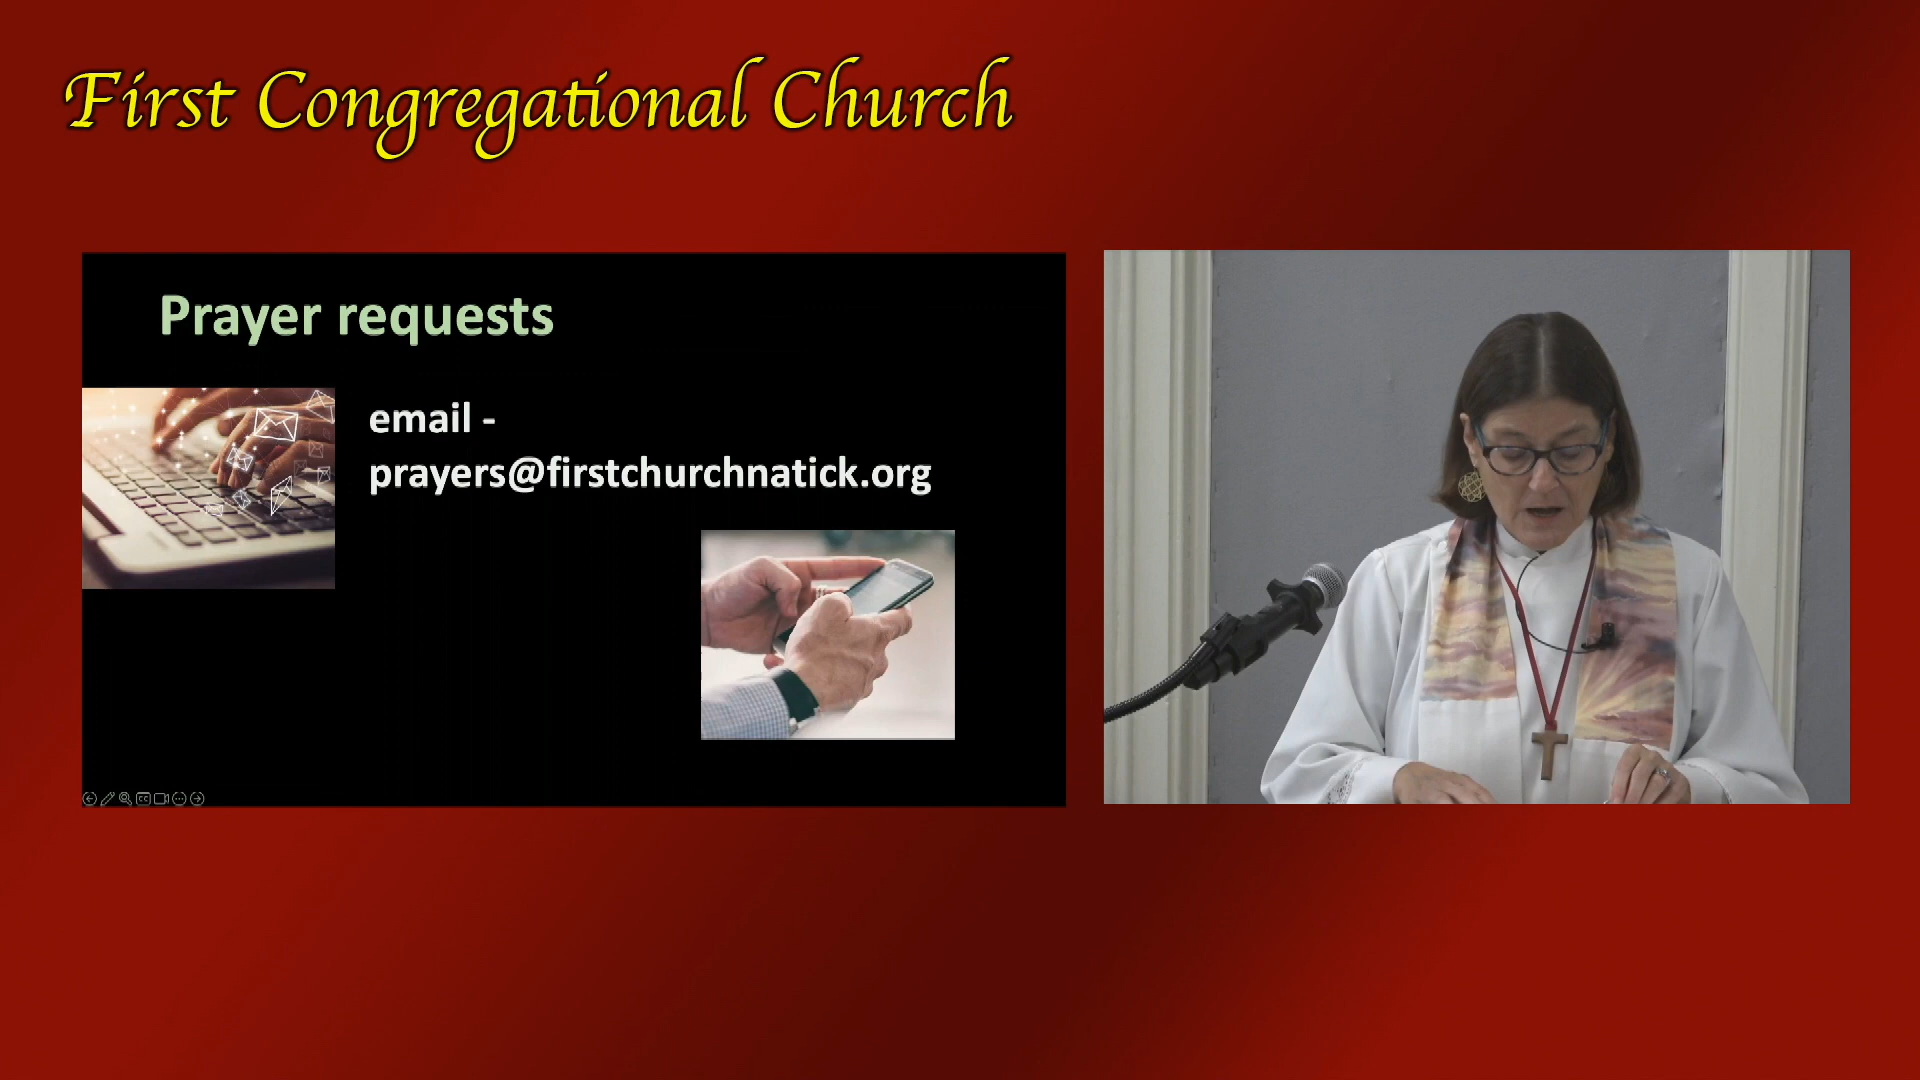 First Congregational Church
Prayer requests
email -
prayers@firstchurchnatick.org